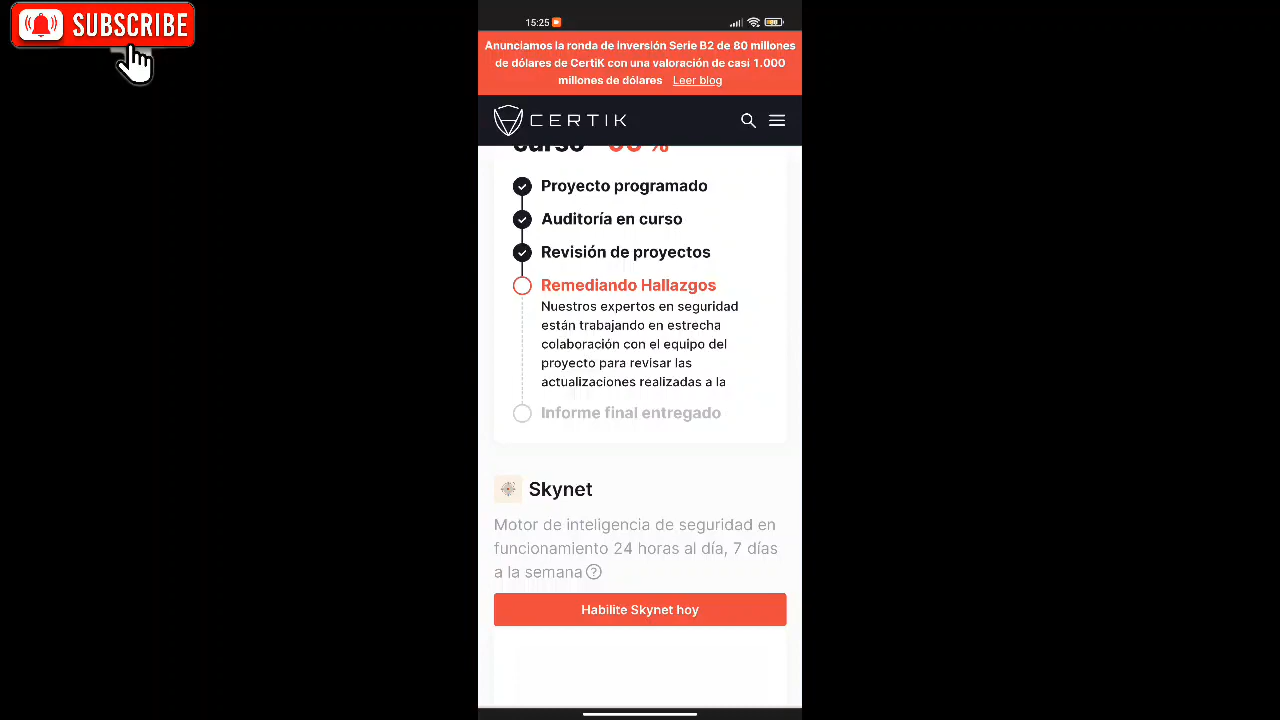 SUBSCRIBE
15:25
Anunciamos la ronda de inversión Serie B2 de 80 millones
de dólares de CertiK con una valoración de casi 1.000
millones de dólares Leer blog
CERTIK
curso
Proyecto programado
Auditoría en curso
Revisión de proyectos
Remediando Hallazgos
Nuestros expertos en seguridad
están trabajando en estrecha
colaboración con el equipo del
proyecto para revisar las
actualizaciones realizadas a la
Informe final entregado
Skynet
Motor de inteligencia de seguridad en
funcionamiento 24 horas al día, 7 días
a la semana
Habilite Skynet hoy